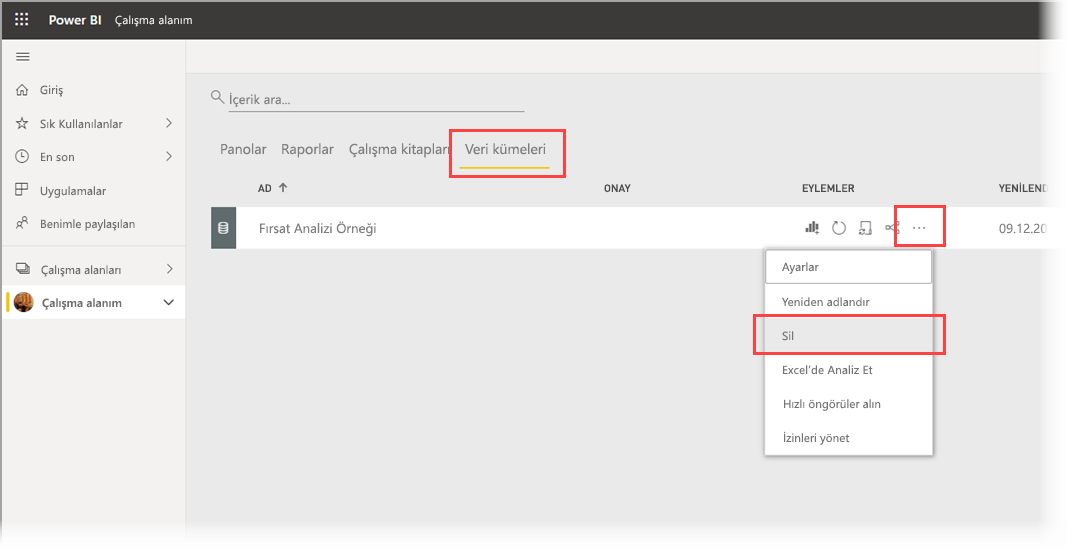 Power BI Çalışma alanım
Giriş
Sık Kullanılanlar
En son
Uygulamalar
Benimle paylaşılan
Çalışma alanları
Çalışma alanım
İçerik ara...
Panolar Raporlar Çalışma kitapları Veri kümeleri
AD ONAY EYLEMLER YENİLEND
Fırsat Analizi Örneği 09.12.20
Ayarlar
Yeniden adlandır
Sil
Excel'de Analiz Et
Hızlı öngörüler alın
İzinleri yönet